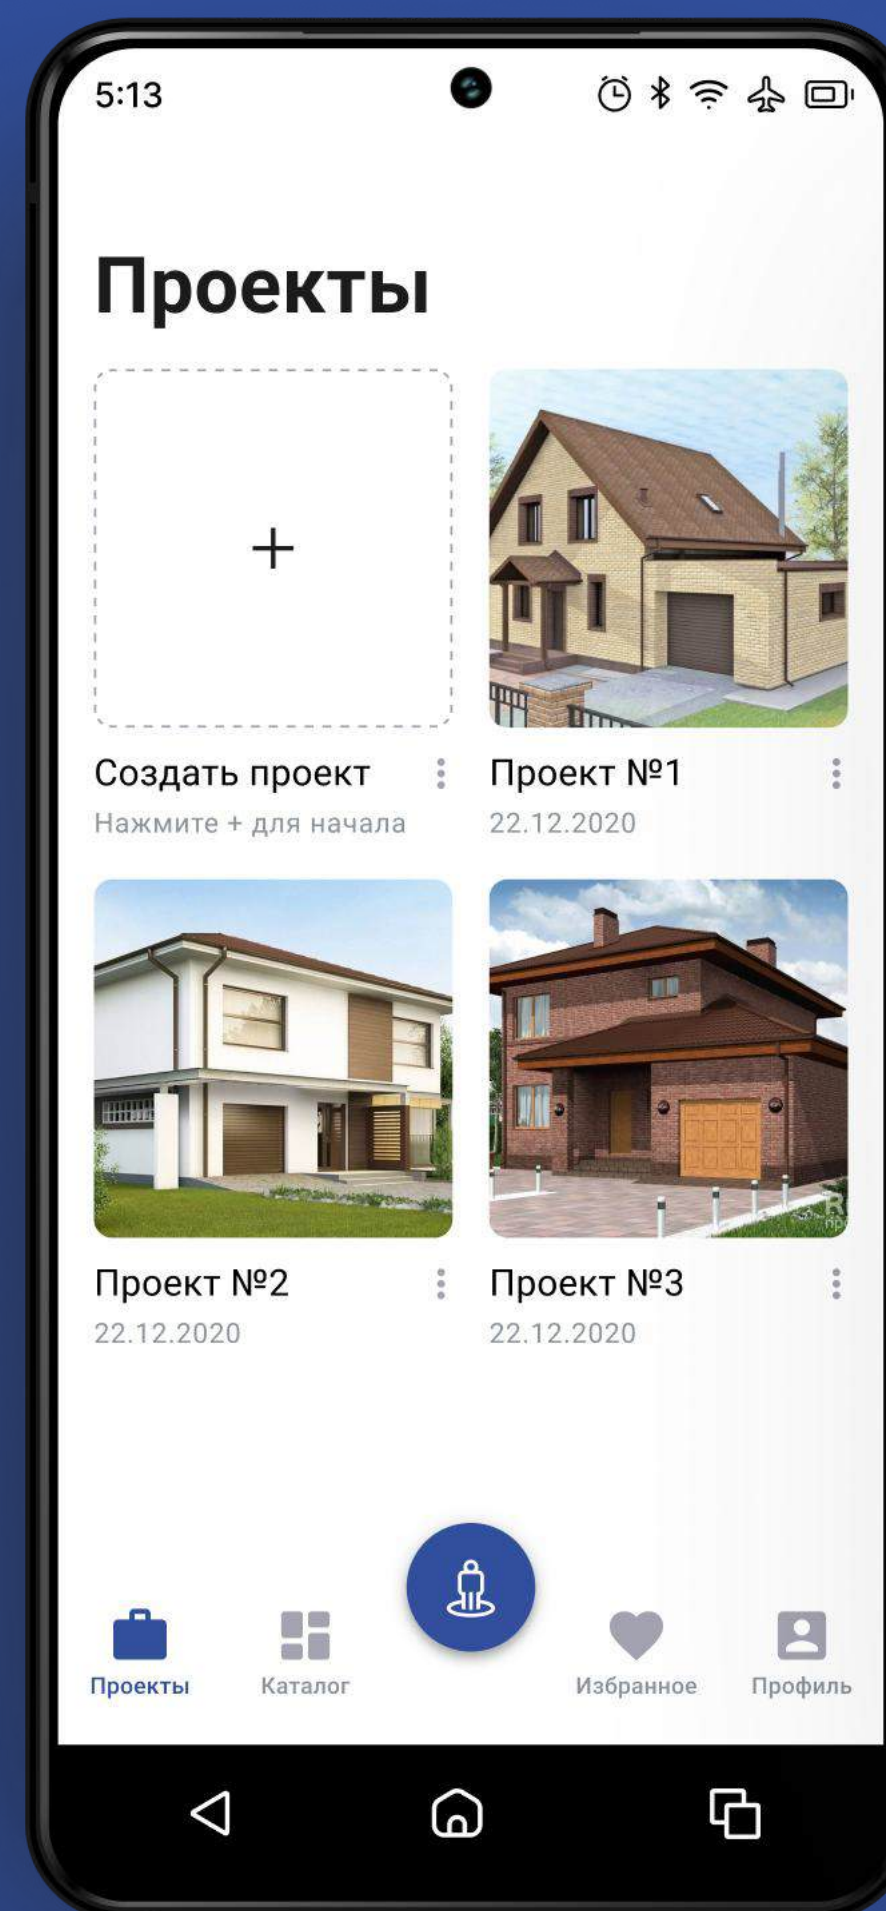 5:13
Проекты
Создать проект
Нажмите + для начала
Проект №1
22.12.2020
Проект №2
22.12.2020
Проект №3
22.12.2020
Проекты
Каталог
Избранное
Профиль